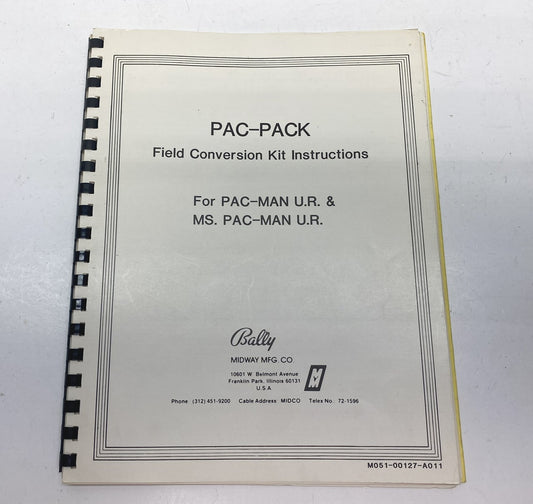 PAC-PACK
Field Conversion Kit Instructions
For PAC-MAN U.R. &
MS. PAC-MAN U.R.
Bally
MIDWAY MFG. CO.
10601 W. Belmont Avenue
Franklin Park, Illinois 60131
U.S.A.
Phone (312) 451-9200 Cable Address: MIDCO Telex No. 72-1596
M051-00127-A011